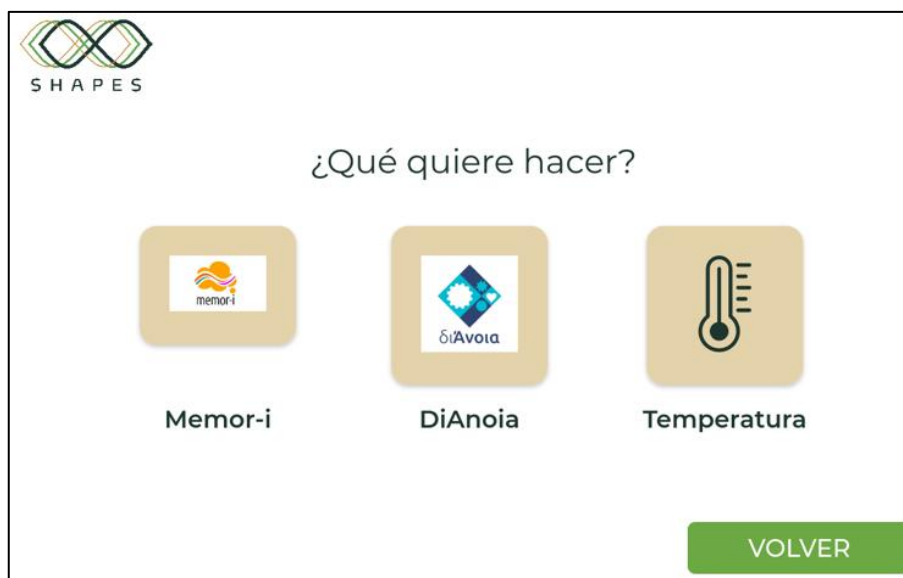 SHAPES
¿Qué quiere hacer?
memor-i
διΆνοια
Memor-i
DiAnoia
Temperatura
VOLVER